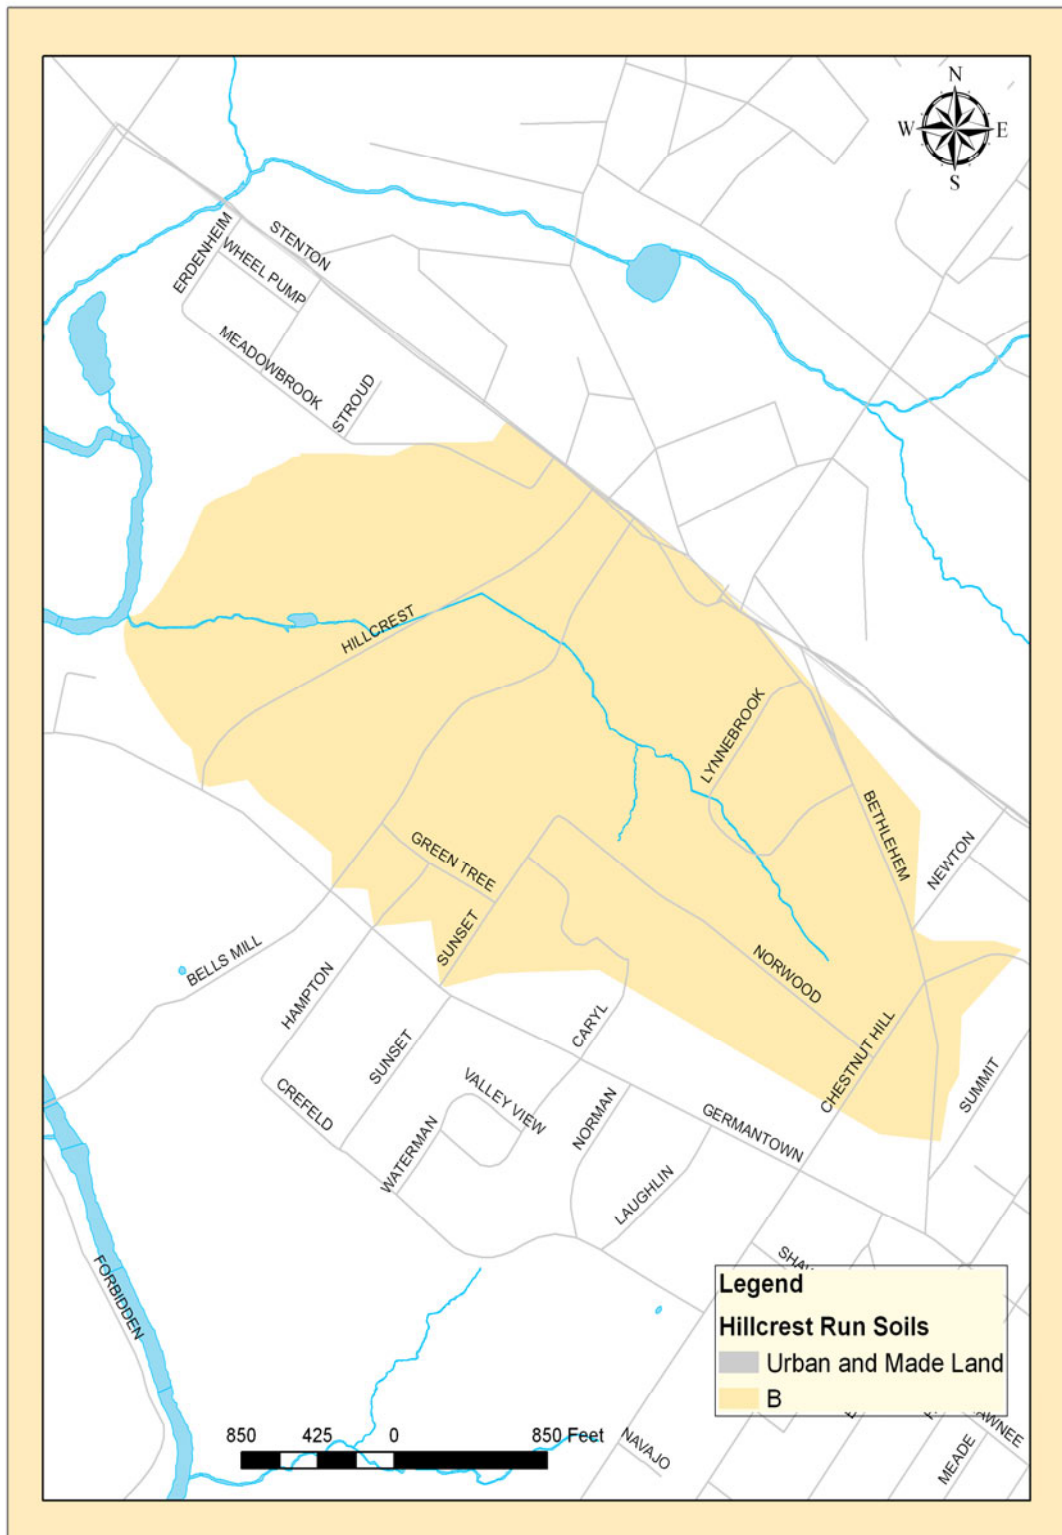 N
W E
S
STENTON
ERDENHEIM
WHEEL PUMP
MEADOWBROOK
STROUD
HILLCREST
LYNNEBROOK
BETHLEHEM
NEWTON
GREEN TREE
SUNSET
NORWOOD
BELLS MILL
HAMPTON
SUNSET
CARYL
CHESTNUT HILL
SUMMIT
CREFELD
VALLEY VIEW
WATERMAN
NORMAN
GERMANTOWN
LAUGHLIN
FORBIDDEN
Legend
Hillcrest Run Soils
Urban and Made Land
B
850 425 0 850 Feet
NAVAJO
MEADE